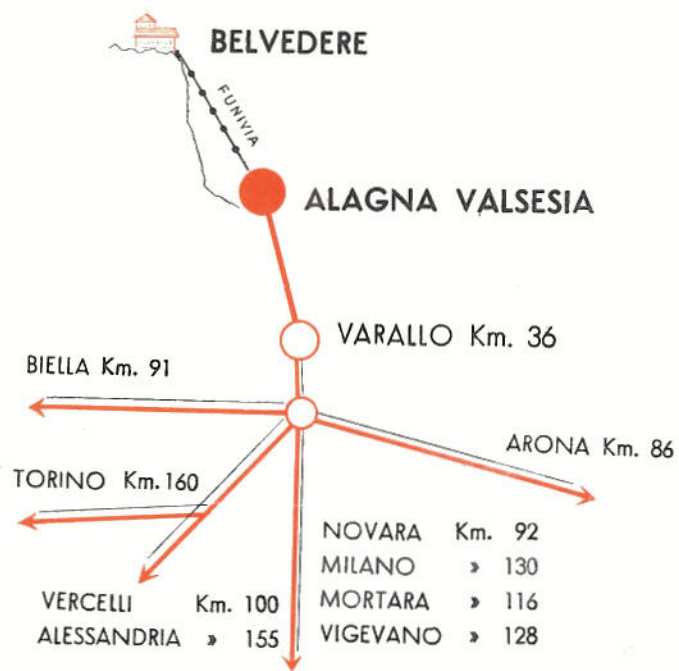 BELVEDERE
FUNIVIA
ALAGNA VALSESIA
VARALLO Km. 36
BIELLA Km. 91
ARONA Km. 86
TORINO Km. 160
NOVARA Km. 92
MILANO » 130
MORTARA » 116
VIGEVANO » 128
VERCELLI Km. 100
ALESSANDRIA » 155